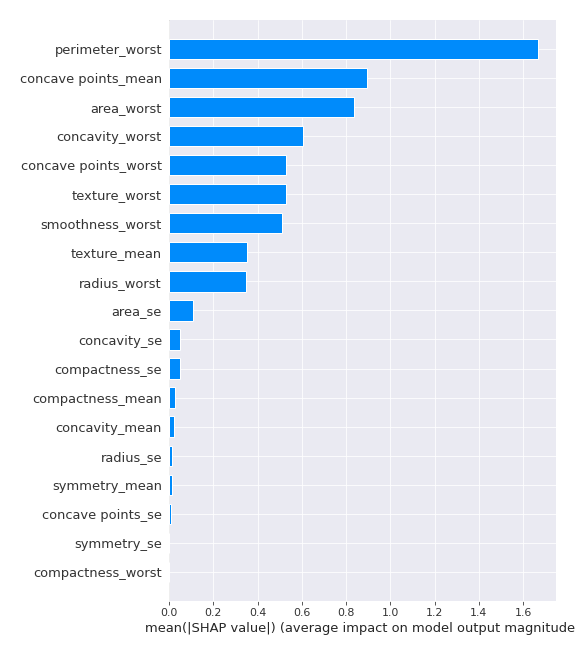 perimeter_worst
concave points_mean
area_worst
concavity_worst
concave points_worst
texture_worst
smoothness_worst
texture_mean
radius_worst
area_se
concavity_se
compactness_se
compactness_mean
concavity_mean
radius_se
symmetry_mean
concave points_se
symmetry_se
compactness_worst
0.0 0.2 0.4 0.6 0.8 1.0 1.2 1.4 1.6
mean(|SHAP value|) (average impact on model output magnitude